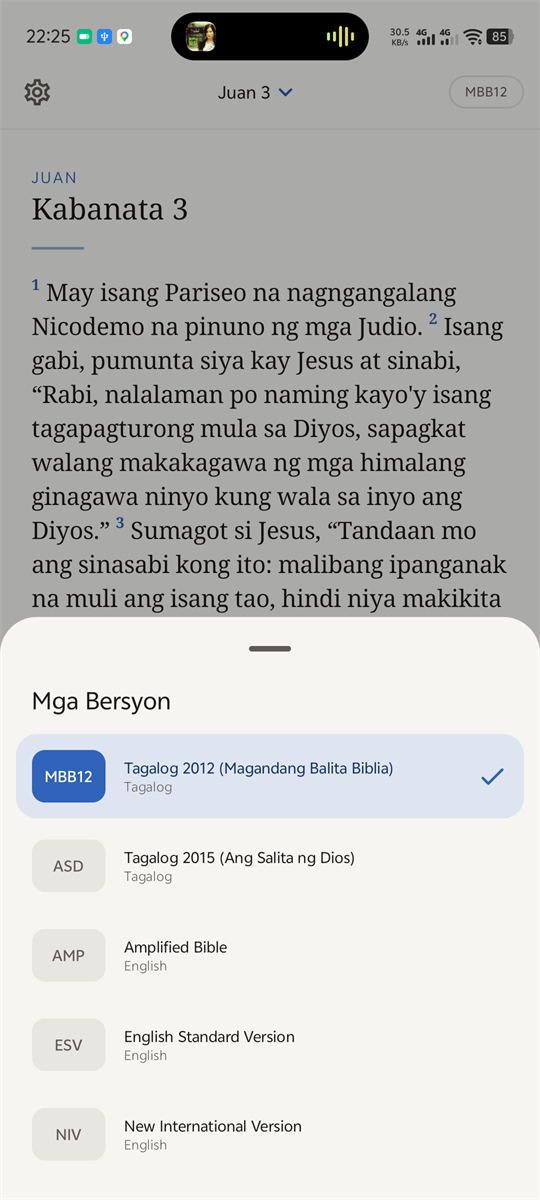 22:25
30.5
KB/s
4G
4G
85
Juan 3
MBB12
JUAN
Kabanata 3
1 May isang Pariseo na nagngangalang
Nicodemo na pinuno ng mga Judio. 2 Isang
gabi, pumunta siya kay Jesus at sinabi,
“Rabi, nalalaman po naming kayo'y isang
tagapagturong mula sa Diyos, sapagkat
walang makakagawa ng mga himalang
ginagawa ninyo kung wala sa inyo ang
Diyos.” 3 Sumagot si Jesus, “Tandaan mo
ang sinasabi kong ito: malibang ipanganak
na muli ang isang tao, hindi niya makikita
Mga Bersyon
MBB12
Tagalog 2012 (Magandang Balita Biblia)
Tagalog
ASD
Tagalog 2015 (Ang Salita ng Dios)
Tagalog
AMP
Amplified Bible
English
ESV
English Standard Version
English
NIV
New International Version
English